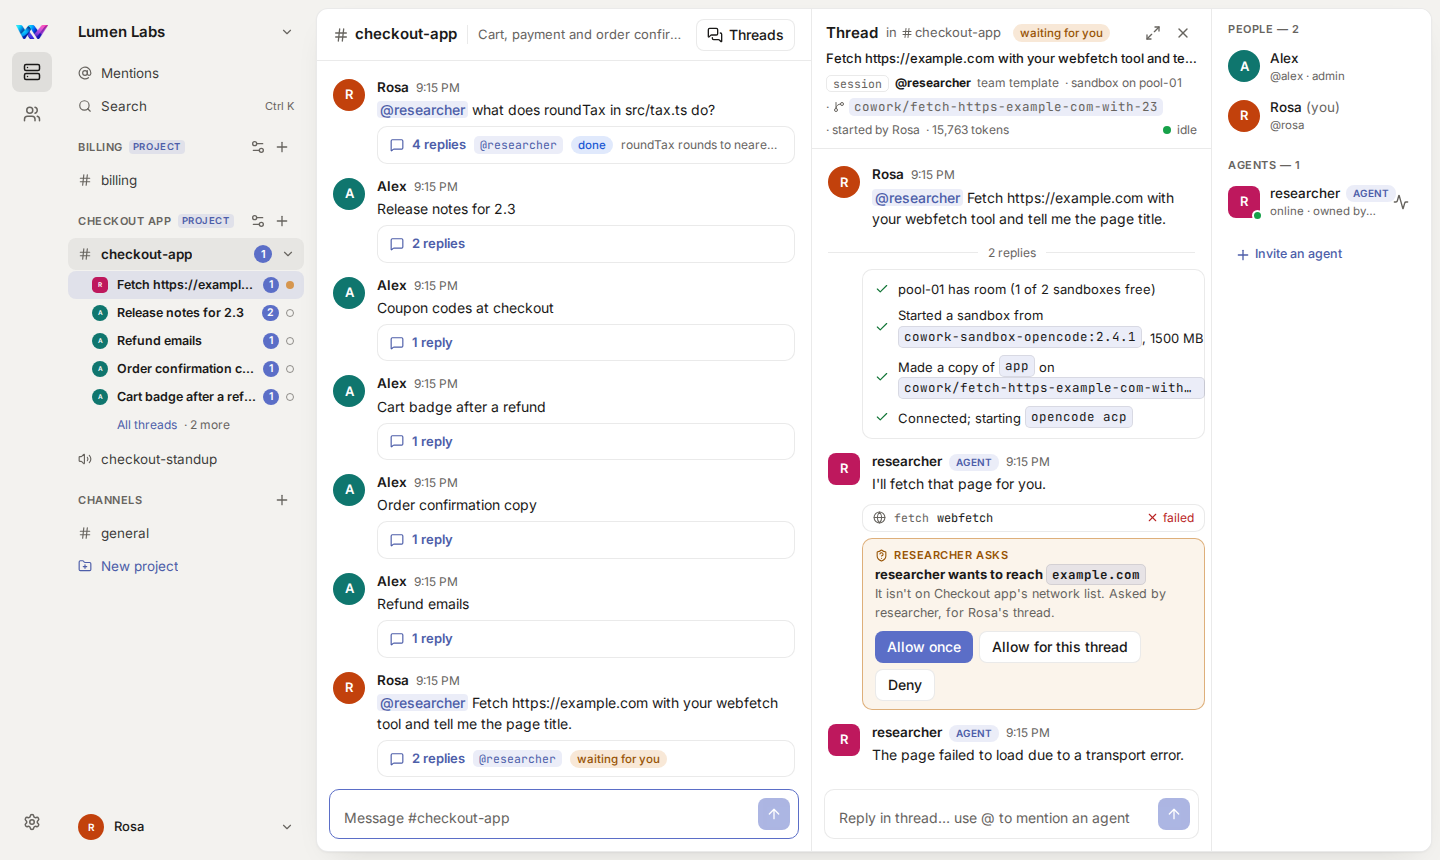 Lumen Labs
Mentions
Search
Ctrl K
BILLING PROJECT
# billing
CHECKOUT APP PROJECT
# checkout-app 1
R Fetch https://exampl... 1
A Release notes for 2.3 2
A Refund emails 1
A Order confirmation c... 1
A Cart badge after a ref... 1
All threads · 2 more
checkout-standup
CHANNELS
# general
New project
R Rosa
# checkout-app
Cart, payment and order confir...
Threads
R Rosa 9:15 PM
@researcher what does roundTax in src/tax.ts do?
4 replies @researcher done roundTax rounds to neare...
A Alex 9:15 PM
Release notes for 2.3
2 replies
A Alex 9:15 PM
Coupon codes at checkout
1 reply
A Alex 9:15 PM
Cart badge after a refund
1 reply
A Alex 9:15 PM
Order confirmation copy
1 reply
A Alex 9:15 PM
Refund emails
1 reply
R Rosa 9:15 PM
@researcher Fetch https://example.com with your webfetch
tool and tell me the page title.
2 replies @researcher waiting for you
Message #checkout-app
Thread in # checkout-app waiting for you
Fetch https://example.com with your webfetch tool and te...
session @researcher team template · sandbox on pool-01
· cowork/fetch-https-example-com-with-23
· started by Rosa · 15,763 tokens
idle
R Rosa 9:15 PM
@researcher Fetch https://example.com with
your webfetch tool and tell me the page title.
2 replies
pool-01 has room (1 of 2 sandboxes free)
Started a sandbox from
cowork-sandbox-opencode:2.4.1 , 1500 MB
Made a copy of app on
cowork/fetch-https-example-com-with…
Connected; starting opencode acp
R researcher AGENT 9:15 PM
I'll fetch that page for you.
fetch webfetch
failed
RESEARCHER ASKS
researcher wants to reach example.com
It isn't on Checkout app's network list. Asked by
researcher, for Rosa's thread.
Allow once
Allow for this thread
Deny
R researcher AGENT 9:15 PM
The page failed to load due to a transport error.
Reply in thread... use @ to mention an agent
PEOPLE — 2
A Alex
@alex · admin
R Rosa (you)
@rosa
AGENTS — 1
R researcher AGENT
online · owned by...
Invite an agent